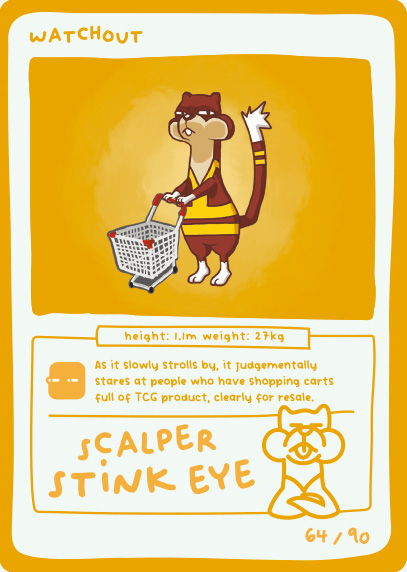 WATCHOUT
height: 1.1m weight: 27kg
As it slowly strolls by, it judgementally
stares at people who have shopping carts
full of TCG product, clearly for resale.
SCALPER
STINK EYE
64 / 90